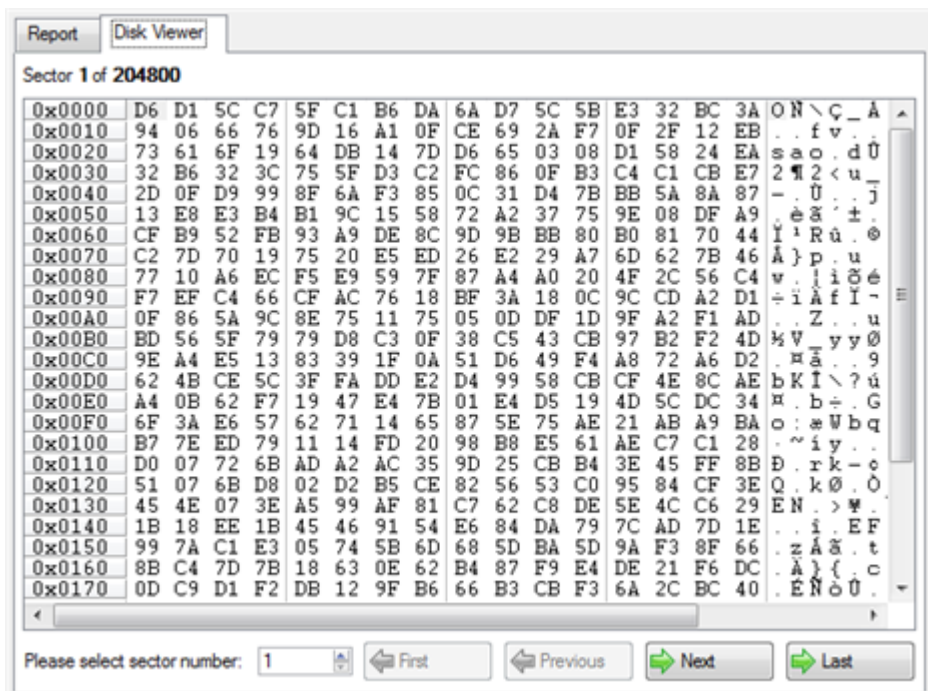 Report Disk Viewer
Sector 1 of 204800
0x0000 D6 D1 5C C7 5F C1 B6 DA 6A D7 5C 5B E3 32 BC 3A Ö Ñ \ Ç _ Á
0x0010 94 06 66 76 9D 16 A1 0F CE 69 2A F7 0F 2F 12 EB . . f v . .
0x0020 73 61 6F 19 64 DB 14 7D D6 65 03 08 D1 58 24 EA s a o . d Û
0x0030 32 B6 32 3C 75 5F D3 C2 FC 86 0F B3 C4 C1 CB E7 2 ¶ 2 < u _
0x0040 2D 0F D9 99 8F 6A F3 85 0C 31 D4 7B BB 5A 8A 87 - . Ù . . j
0x0050 13 E8 E3 B4 B1 9C 15 58 72 A2 37 75 9E 08 DF A9 . è ã ´ ± .
0x0060 CF B9 52 FB 93 A9 DE 8C 9D 9B BB 80 B0 81 70 44 Ï ¹ R û . ©
0x0070 C2 7D 70 19 75 20 E5 ED 26 E2 29 A7 6D 62 7B 46 Â } p . u
0x0080 77 10 A6 EC F5 E9 59 7F 87 A4 A0 20 4F 2C 56 C4 w . ¦ ì õ é
0x0090 F7 EF C4 66 CF AC 76 18 BF 3A 18 0C 9C CD A2 D1 ÷ ï Ä f Ï ¬
0x00A0 0F 86 5A 9C 8E 75 11 75 05 0D DF 1D 9F A2 F1 AD . . Z . . u
0x00B0 BD 56 5F 79 79 D8 C3 0F 38 C5 43 CB 97 B2 F2 4D ½ V _ y y Ø
0x00C0 9E A4 E5 13 83 39 1F 0A 51 D6 49 F4 A8 72 A6 D2 . ¤ å . . 9
0x00D0 62 4B CE 5C 3F FA DD E2 D4 99 58 CB CF 4E 8C AE b K Î \ ? ú
0x00E0 A4 0B 62 F7 19 47 E4 7B 01 E4 D5 19 4D 5C DC 34 ¤ . b ÷ . G
0x00F0 6F 3A E6 57 62 71 14 65 87 5E 75 AE 21 AB A9 BA o : æ W b q
0x0100 B7 7E ED 79 11 14 FD 20 98 B8 E5 61 AE C7 C1 28 · ~ í y . .
0x0110 D0 07 72 6B AD A2 AC 35 9D 25 CB B4 3E 45 FF 8B Ð . r k - ¢
0x0120 51 07 6B D8 02 D2 B5 CE 82 56 53 C0 95 84 CF 3E Q . k Ø . Ò
0x0130 45 4E 07 3E A5 99 AF 81 C7 62 C8 DE 5E 4C C6 29 E N . > ¥ .
0x0140 1B 18 EE 1B 45 46 91 54 E6 84 DA 79 7C AD 7D 1E . . î . E F
0x0150 99 7A C1 E3 05 74 5B 6D 68 5D BA 5D 9A F3 8F 66 . z Á ã . t
0x0160 8B C4 7D 7B 18 63 0E 62 B4 87 F9 E4 DE 21 F6 DC . Ä } { . c
0x0170 0D C9 D1 F2 DB 12 9F B6 66 B3 CB F3 6A 2C BC 40 . É Ñ ò Û .
Please select sector number: 1 First Previous Next Last